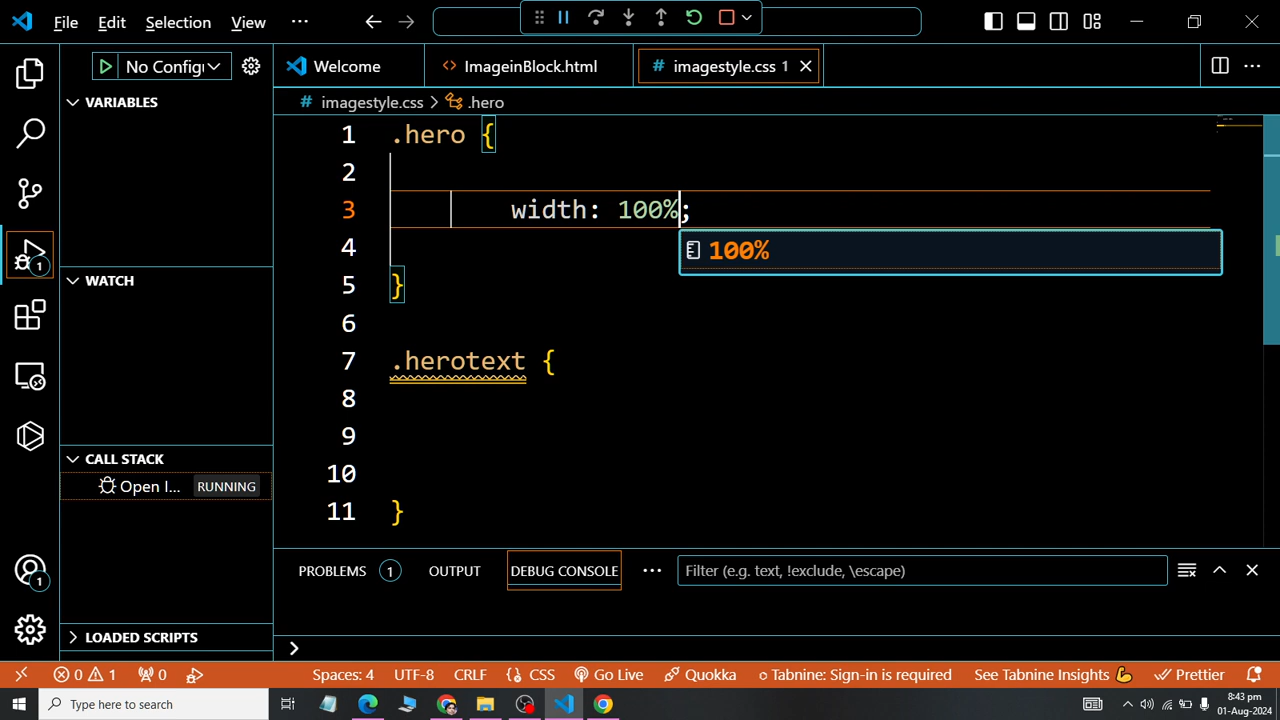 File Edit Selection View ···
No Configu
Welcome
ImageinBlock.html
# imagestyle.css 1
VARIABLES
# imagestyle.css > .hero
1 .hero {
2
3 width: 100%;
100%
4
5 }
6
7 .herotext {
8
9
10
11 }
WATCH
CALL STACK
Open I... RUNNING
LOADED SCRIPTS
1
1
PROBLEMS 1 OUTPUT DEBUG CONSOLE ··· Filter (e.g. text, !exclude, \escape)
>
0 1 0 Spaces: 4 UTF-8 CRLF {} CSS Go Live Quokka Tabnine: Sign-in is required See Tabnine Insights Prettier
Type here to search
8:43 pm
01-Aug-2024